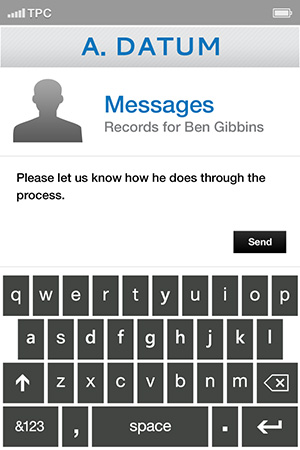 TPC
A. DATUM
Messages
Records for Ben Gibbins
Please let us know how he does through the
process.
Send
q w e r t y u i o p
a s d f g h j k l
z x c v b n m
&123 , space .